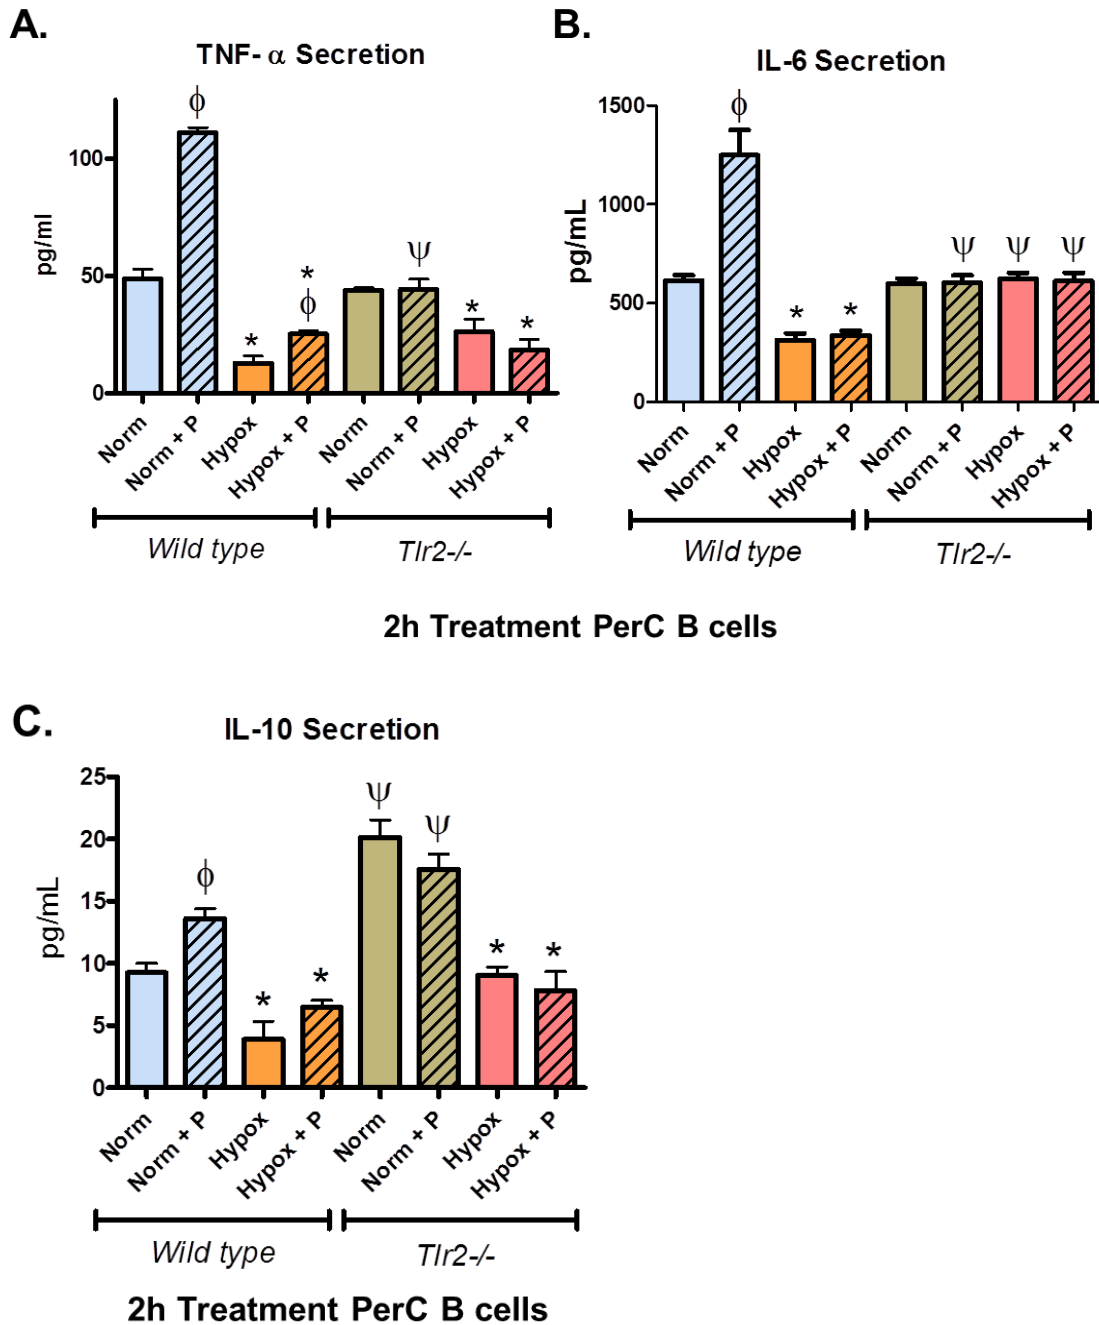 A.
TNF- α Secretion
pg/ml
100
50
0
ϕ
*
*
ϕ
ψ
*
*
Norm
Norm + P
Hypox
Hypox + P
Norm
Norm + P
Hypox
Hypox + P
Wild type
Tlr2-/-
B.
IL-6 Secretion
pg/mL
1500
1000
500
0
ϕ
*
*
ψ
ψ
ψ
Norm
Norm + P
Hypox
Hypox + P
Norm
Norm + P
Hypox
Hypox + P
Wild type
Tlr2-/-
2h Treatment PerC B cells
C.
IL-10 Secretion
pg/mL
25
20
15
10
5
0
ϕ
*
*
ψ
ψ
*
*
Norm
Norm + P
Hypox
Hypox + P
Norm
Norm + P
Hypox
Hypox + P
Wild type
Tlr2-/-
2h Treatment PerC B cells